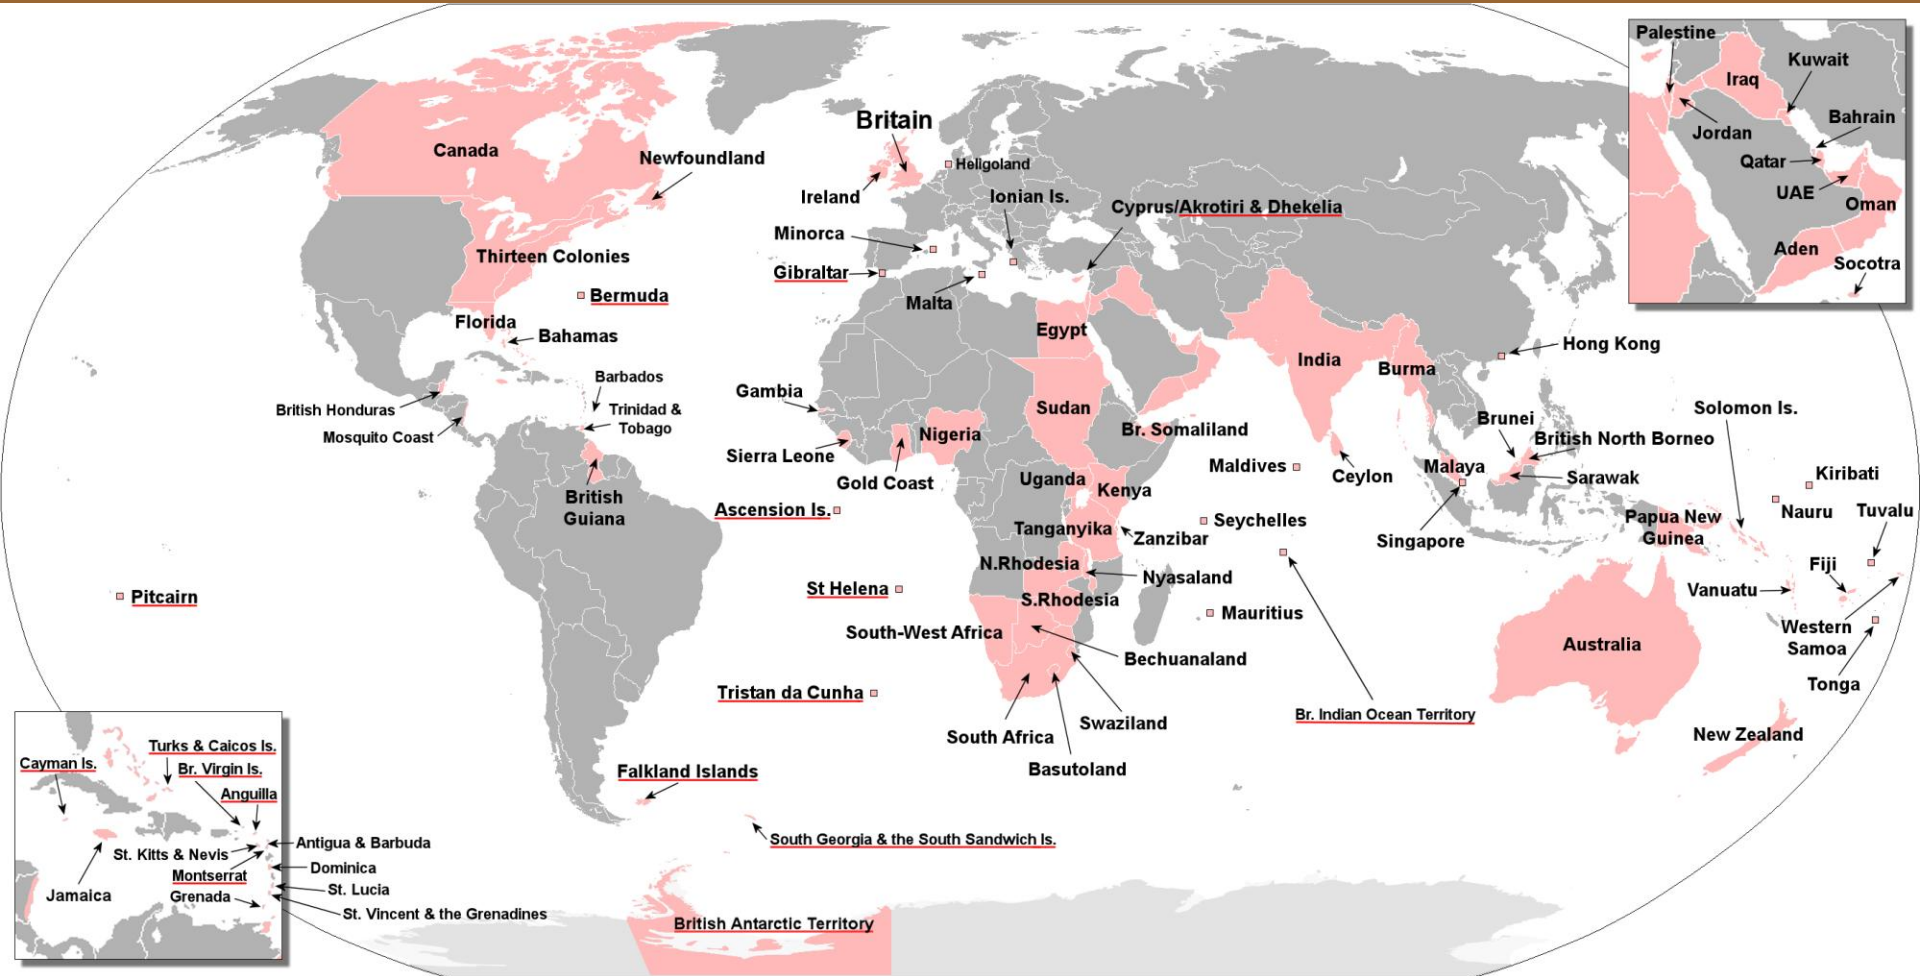 Canada
Newfoundland
Thirteen Colonies
Bermuda
Florida
Bahamas
British Honduras
Mosquito Coast
Barbados
Trinidad &
Tobago
British
Guiana
Pitcairn
Falkland Islands
South Georgia & the South Sandwich Is.
British Antarctic Territory
Britain
Ireland
Heligoland
Ionian Is.
Cyprus/Akrotiri & Dhekelia
Minorca
Gibraltar
Malta
Gambia
Sierra Leone
Gold Coast
Nigeria
Ascension Is.
St Helena
Tristan da Cunha
Egypt
Sudan
Br. Somaliland
Uganda
Kenya
Tanganyika
Zanzibar
N.Rhodesia
Nyasaland
S.Rhodesia
South-West Africa
Bechuanaland
Swaziland
South Africa
Basutoland
Maldives
Seychelles
Mauritius
Br. Indian Ocean Territory
India
Burma
Ceylon
Hong Kong
Brunei
British North Borneo
Malaya
Sarawak
Singapore
Solomon Is.
Papua New
Guinea
Kiribati
Nauru
Tuvalu
Fiji
Vanuatu
Western
Samoa
Tonga
Australia
New Zealand
Palestine
Iraq
Kuwait
Jordan
Bahrain
Qatar
UAE
Oman
Aden
Socotra
Cayman Is.
Turks & Caicos Is.
Br. Virgin Is.
Anguilla
St. Kitts & Nevis
Antigua & Barbuda
Montserrat
Dominica
Jamaica
St. Lucia
Grenada
St. Vincent & the Grenadines